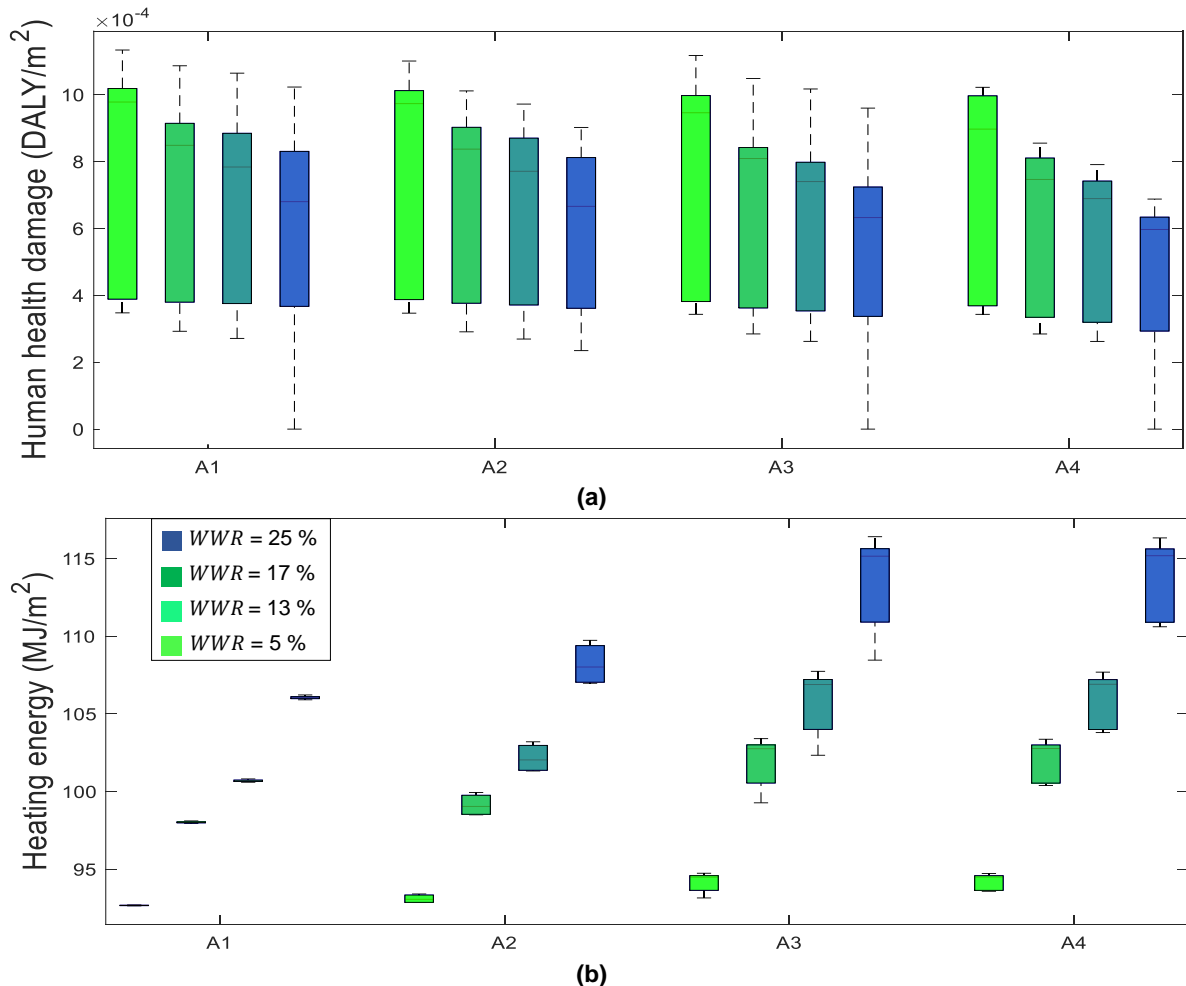 ×10⁻⁴
Human health damage (DALY/m²)
10
8
6
4
2
0
A1 A2 A3 A4
(a)
Heating energy (MJ/m²)
115
110
105
100
95
WWR = 25 %
WWR = 17 %
WWR = 13 %
WWR = 5 %
A1 A2 A3 A4
(b)